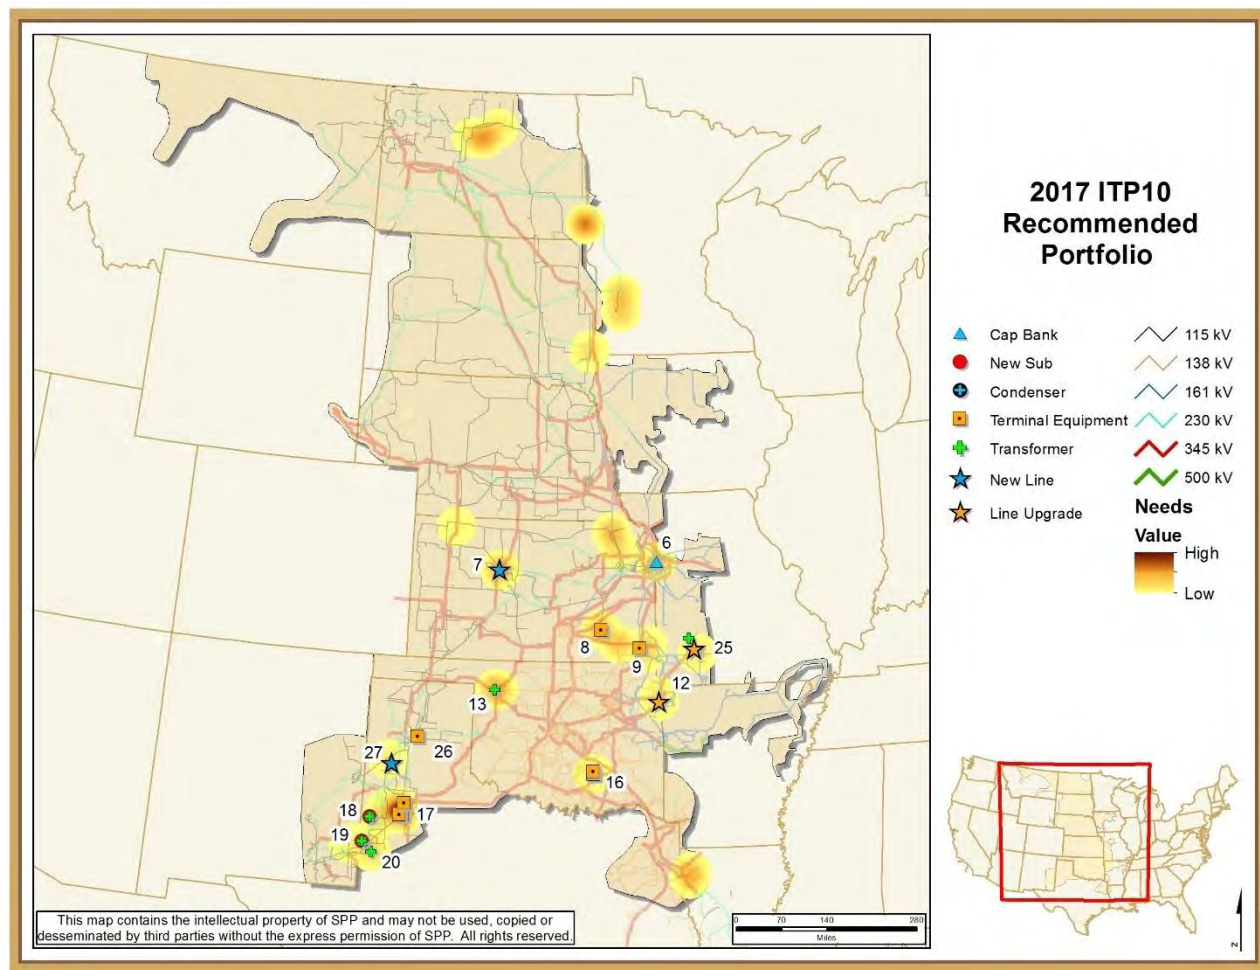 2017 ITP10
Recommended
Portfolio
Cap Bank
New Sub
Condenser
Terminal Equipment
Transformer
New Line
Line Upgrade
115 kV
138 kV
161 kV
230 kV
345 kV
500 kV
Needs
Value
High
Low
6
7
8
9
25
12
13
26
27
16
18
17
19
20
This map contains the intellectual property of SPP and may not be used, copied or
desseminated by third parties without the express permission of SPP. All rights reserved.
0 70 140 280
Miles
N